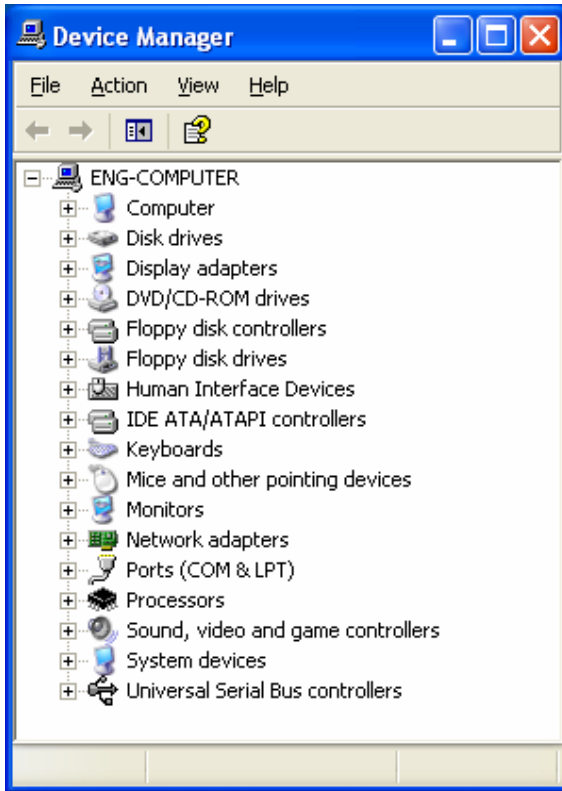 Device Manager
File Action View Help
ENG-COMPUTER
Computer
Disk drives
Display adapters
DVD/CD-ROM drives
Floppy disk controllers
Floppy disk drives
Human Interface Devices
IDE ATA/ATAPI controllers
Keyboards
Mice and other pointing devices
Monitors
Network adapters
Ports (COM & LPT)
Processors
Sound, video and game controllers
System devices
Universal Serial Bus controllers